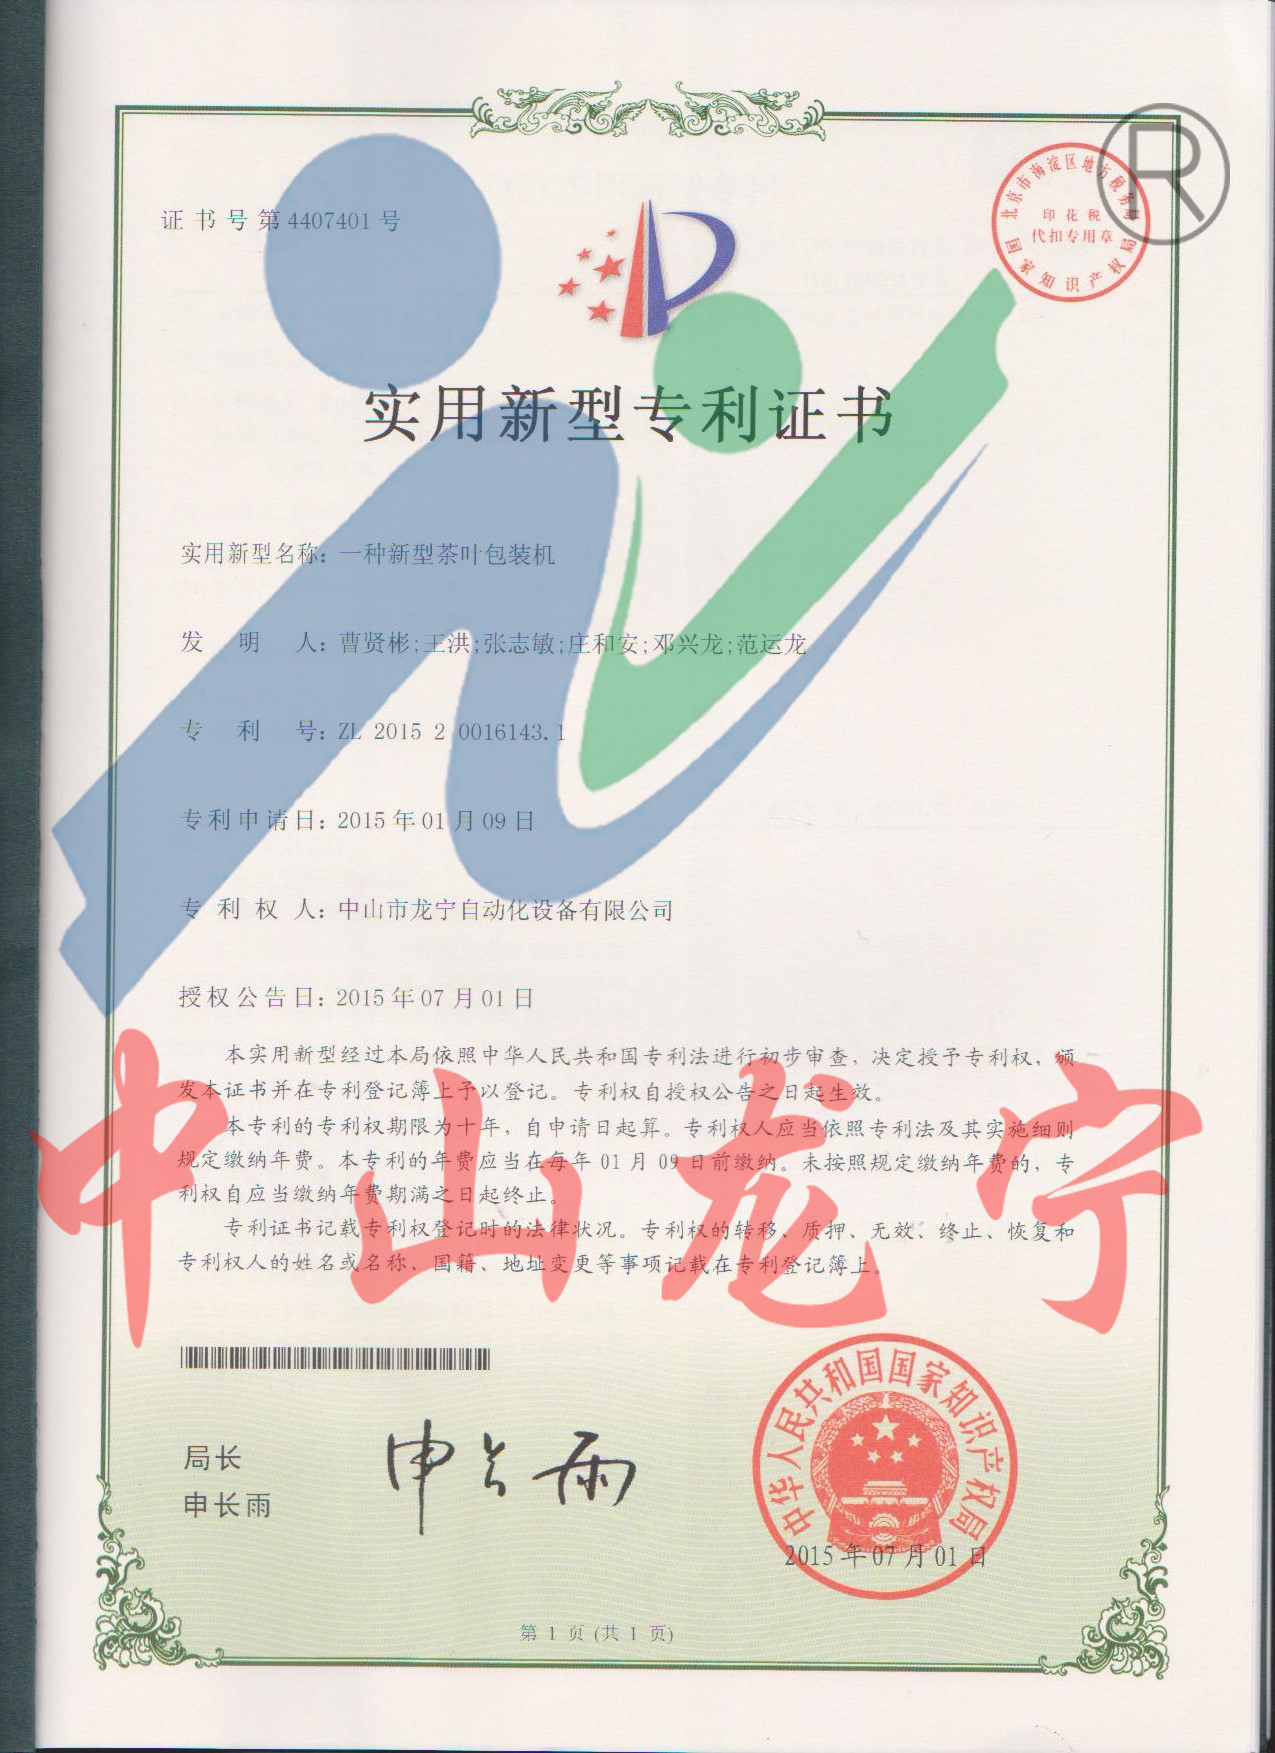 证书号第4407401号
北京市海淀区地方税务局
印花税
代扣专用章
国家知识产权局
R
实用新型专利证书
实用新型名称：一种新型茶叶包装机
发明人：曹贤彬;王洪;张志敏;庄和安;邓兴龙;范运龙
专利号：ZL 2015 2 0016143.1
专利申请日：2015年01月09日
专利权人：中山市龙宁自动化设备有限公司
授权公告日：2015年07月01日
本实用新型经过本局依照中华人民共和国专利法进行初步审查，决定授予专利权，颁
发本证书并在专利登记簿上予以登记。专利权自授权公告之日起生效。
本专利的专利权期限为十年，自申请日起算。专利权人应当依照专利法及其实施细则
规定缴纳年费。本专利的年费应当在每年01月09日前缴纳。未按照规定缴纳年费的，专
利权自应当缴纳年费期满之日起终止。
专利证书记载专利权登记时的法律状况。专利权的转移、质押、无效、终止、恢复和
专利权人的姓名或名称、国籍、地址变更等事项记载在专利登记簿上。
中山龙宁
局长
申长雨
申长雨
中华人民共和国国家知识产权局
2015年07月01日
第 1 页 (共 1 页)